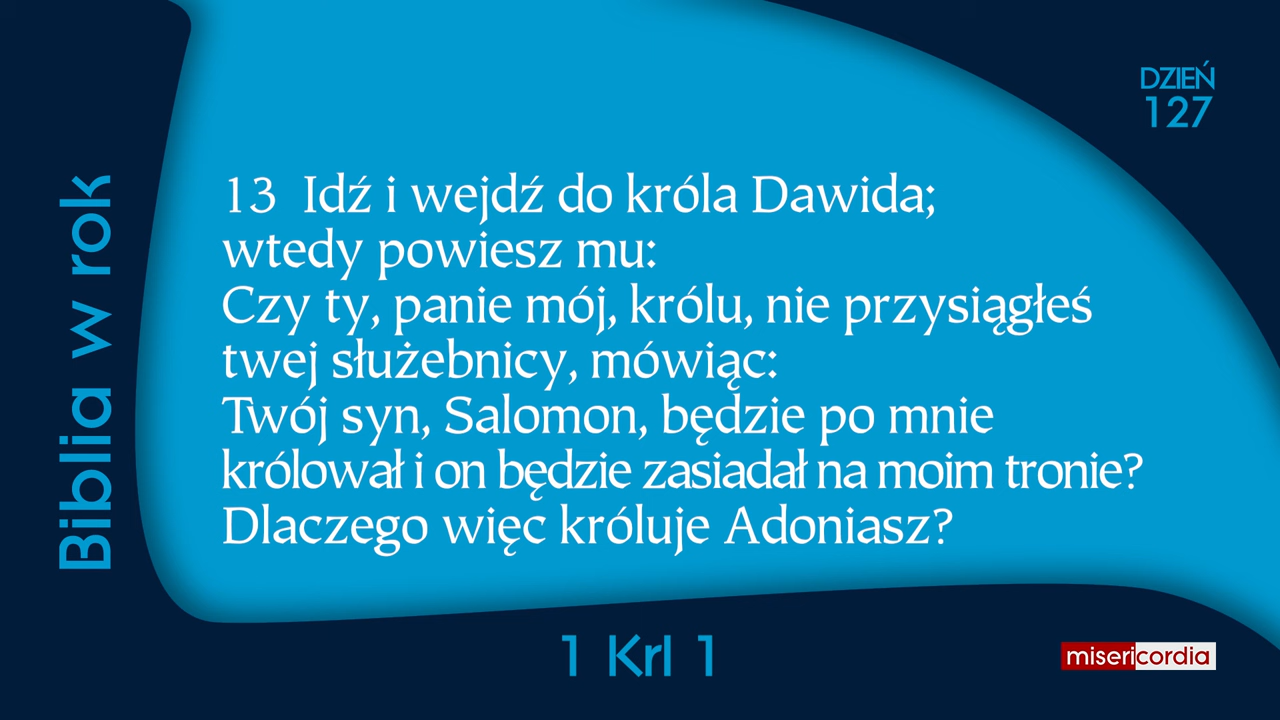 DZIEŃ
127
Biblia w rok
13 Idź i wejdź do króla Dawida;
wtedy powiesz mu:
Czy ty, panie mój, królu, nie przysiągłeś
twej służebnicy, mówiąc:
Twój syn, Salomon, będzie po mnie
królował i on będzie zasiadał na moim tronie?
Dlaczego więc króluje Adoniasz?
1 Krl 1
misericordia